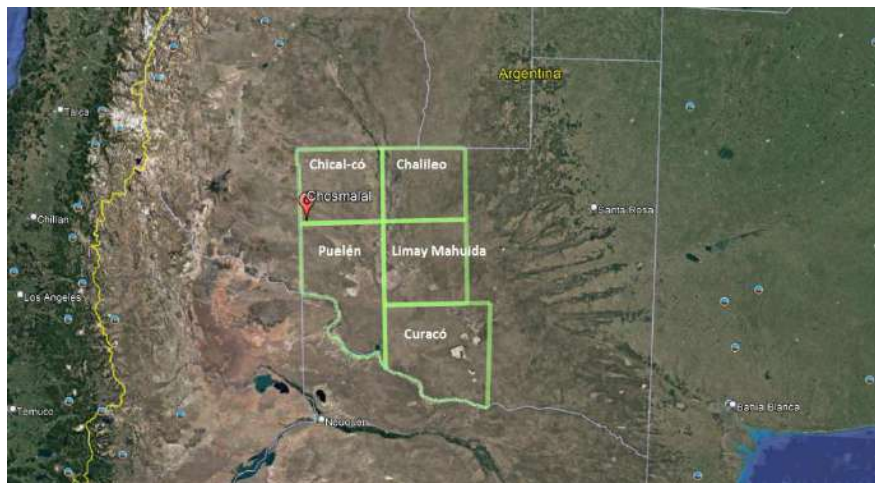 Argentina
Talca
Chical-có
Chalileo
Chosmalal
Santa Rosa
Chillan
Puelén
Limay Mahuida
Los Angeles
Curacó
Temuco
Neuquen
Bahia Blanca